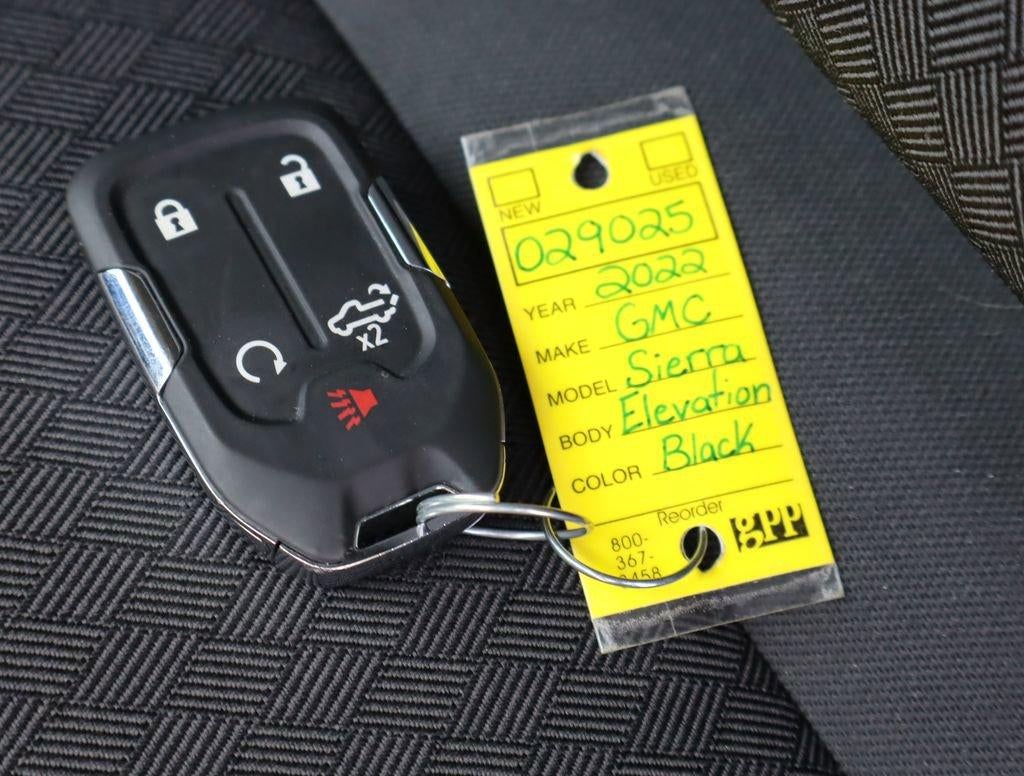 NEW
USED
029025
YEAR 2022
MAKE GMC
MODEL Sierra
BODY Elevation
COLOR Black
Reorder
800-
367-
gpp
x2